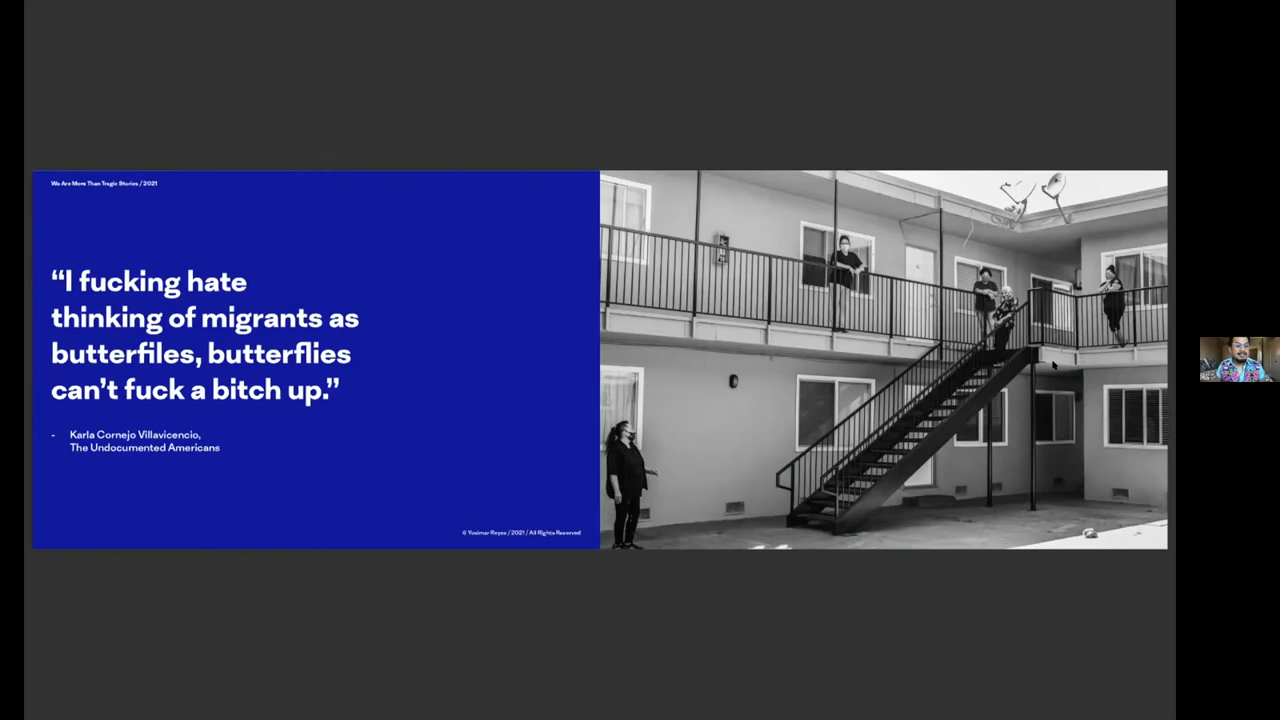 We Are More Than Tragic Stories / 2021
“I fucking hate
thinking of migrants as
butterfiles, butterflies
can’t fuck a bitch up.”
- Karla Cornejo Villavicencio,
The Undocumented Americans
© Yosimar Reyes / 2021 / All Rights Reserved